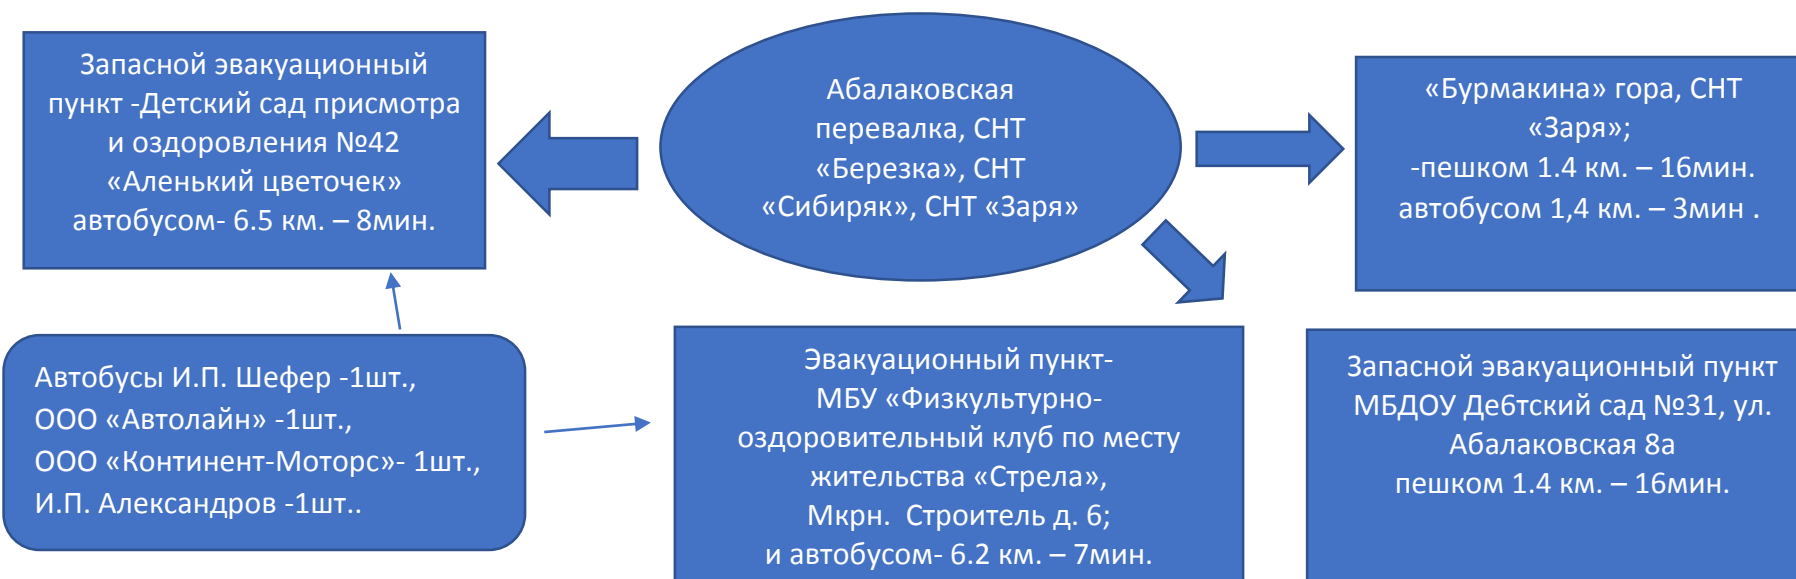 Запасной эвакуационный
пункт -Детский сад присмотра
и оздоровления №42
«Аленький цветочек»
автобусом- 6.5 км. – 8мин.
Абалаковская
перевалка, СНТ
«Березка», СНТ
«Сибиряк», СНТ «Заря»
«Бурмакина» гора, СНТ
«Заря»;
-пешком 1.4 км. – 16мин.
автобусом 1,4 км. – 3мин .
Автобусы И.П. Шефер -1шт.,
ООО «Автолайн» -1шт.,
ООО «Континент-Моторс»- 1шт.,
И.П. Александров -1шт..
Эвакуационный пункт-
МБУ «Физкультурно-
оздоровительный клуб по месту
жительства «Стрела»,
Мкрн. Строитель д. 6;
и автобусом- 6.2 км. – 7мин.
Запасной эвакуационный пункт
МБДОУ Де6тский сад №31, ул.
Абалаковская 8а
пешком 1.4 км. – 16мин.